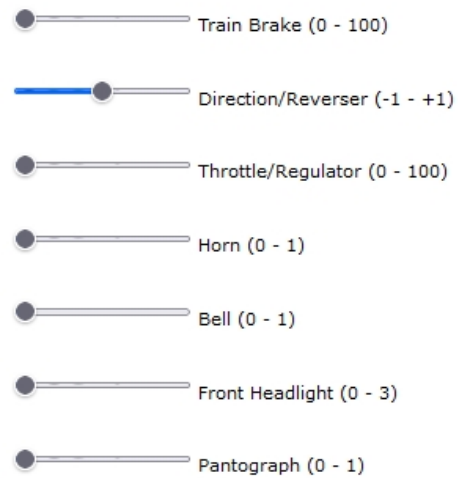 Train Brake (0 - 100)
Direction/Reverser (-1 - +1)
Throttle/Regulator (0 - 100)
Horn (0 - 1)
Bell (0 - 1)
Front Headlight (0 - 3)
Pantograph (0 - 1)